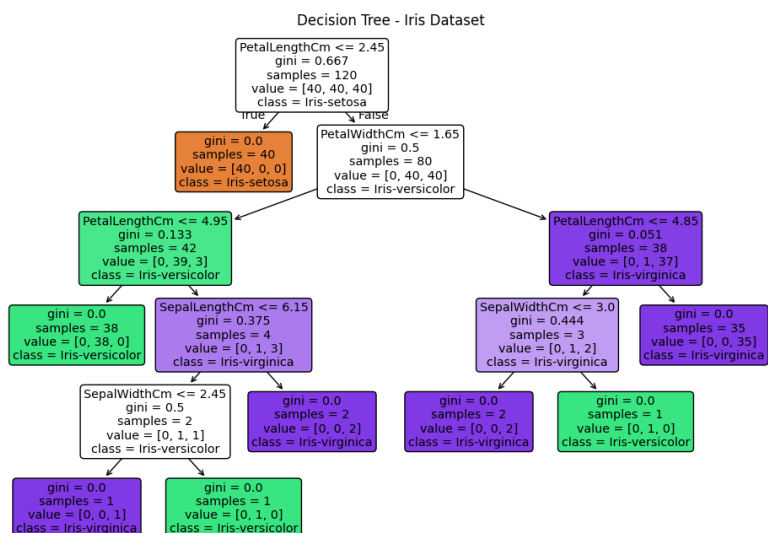 Decision Tree - Iris Dataset
PetalLengthCm <= 2.45
gini = 0.667
samples = 120
value = [40, 40, 40]
class = Iris-setosa
True
False
gini = 0.0
samples = 40
value = [40, 0, 0]
class = Iris-setosa
PetalWidthCm <= 1.65
gini = 0.5
samples = 80
value = [0, 40, 40]
class = Iris-versicolor
PetalLengthCm <= 4.95
gini = 0.133
samples = 42
value = [0, 39, 3]
class = Iris-versicolor
PetalLengthCm <= 4.85
gini = 0.051
samples = 38
value = [0, 1, 37]
class = Iris-virginica
gini = 0.0
samples = 38
value = [0, 38, 0]
class = Iris-versicolor
SepalLengthCm <= 6.15
gini = 0.375
samples = 4
value = [0, 1, 3]
class = Iris-virginica
SepalWidthCm <= 3.0
gini = 0.444
samples = 3
value = [0, 1, 2]
class = Iris-virginica
gini = 0.0
samples = 35
value = [0, 0, 35]
class = Iris-virginica
SepalWidthCm <= 2.45
gini = 0.5
samples = 2
value = [0, 1, 1]
class = Iris-versicolor
gini = 0.0
samples = 2
value = [0, 0, 2]
class = Iris-virginica
gini = 0.0
samples = 2
value = [0, 0, 2]
class = Iris-virginica
gini = 0.0
samples = 1
value = [0, 1, 0]
class = Iris-versicolor
gini = 0.0
samples = 1
value = [0, 0, 1]
class = Iris-virginica
gini = 0.0
samples = 1
value = [0, 1, 0]
class = Iris-versicolor